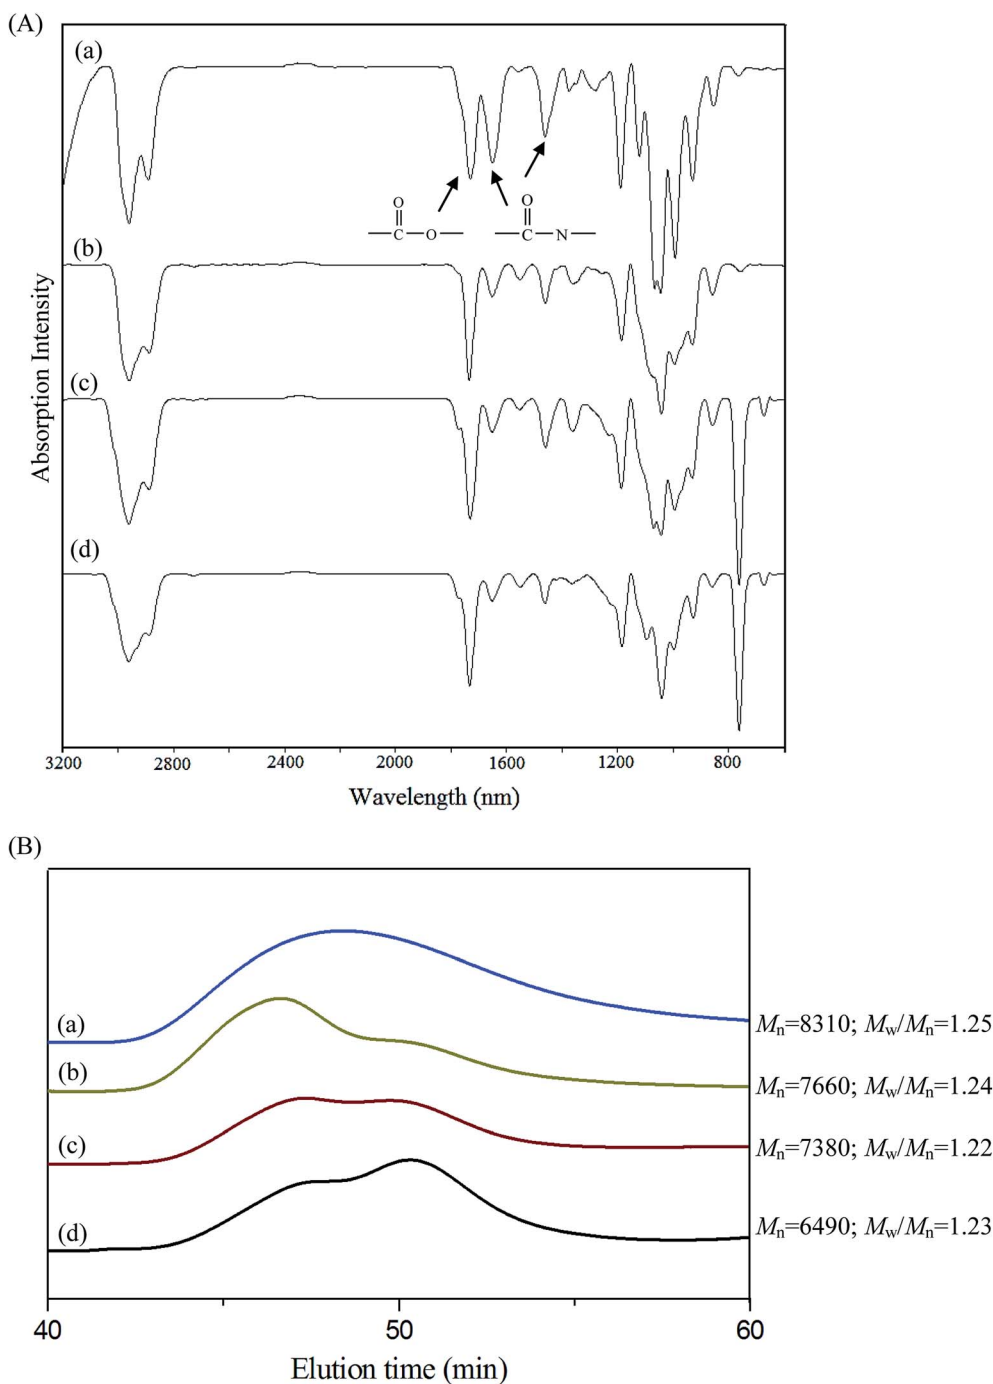 (A)
(a)
O
O
C
O
C
N
(b)
(c)
(d)
Absorption Intensity
3200 2800 2400 2000 1600 1200 800
Wavelength (nm)
(B)
(a)
Mn=8310; Mw/Mn=1.25
(b)
Mn=7660; Mw/Mn=1.24
(c)
Mn=7380; Mw/Mn=1.22
(d)
Mn=6490; Mw/Mn=1.23
40 50 60
Elution time (min)